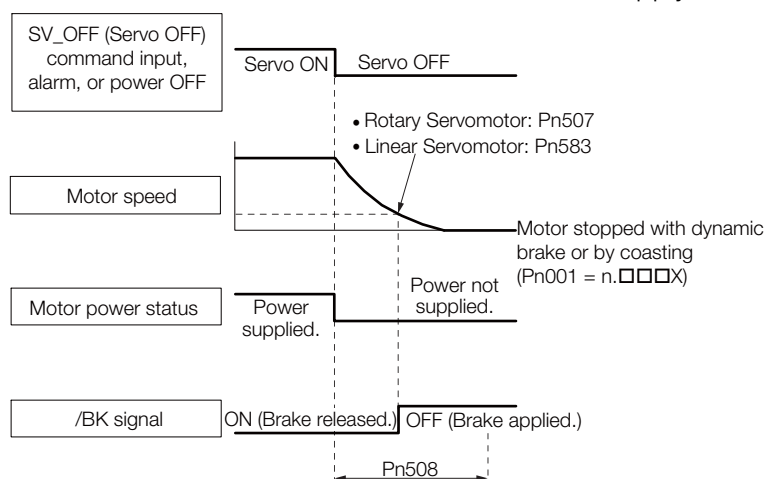 SV_OFF (Servo OFF)
command input,
alarm, or power OFF
Servo ON
Servo OFF
• Rotary Servomotor: Pn507
• Linear Servomotor: Pn583
Motor speed
Motor stopped with dynamic
brake or by coasting
(Pn001 = n.□□□X)
Motor power status
Power
supplied.
Power not
supplied.
/BK signal
ON (Brake released.)
OFF (Brake applied.)
Pn508